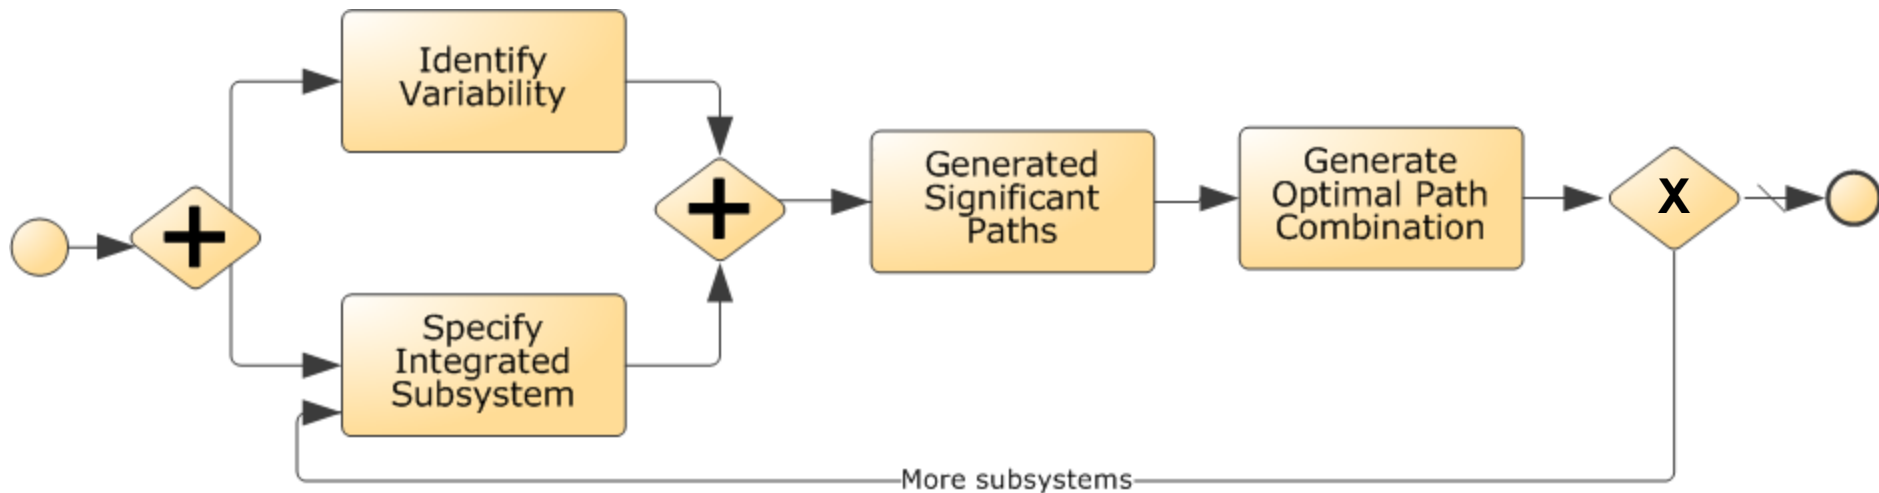 Identify
Variability
Specify
Integrated
Subsystem
Generated
Significant
Paths
Generate
Optimal Path
Combination
X
More subsystems